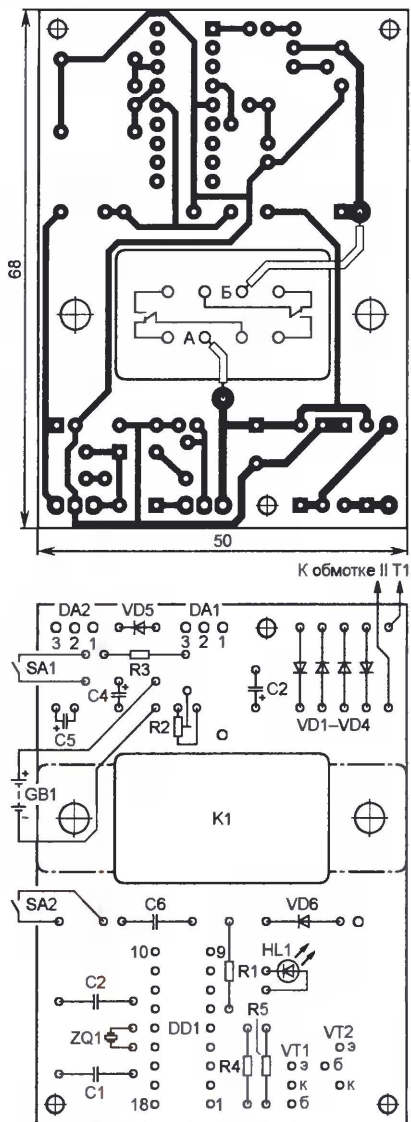 68
Б
А
50
К обмотке II T1
DA2 VD5 DA1
3 2 1 3 2 1
SA1
R3
C4 +
C2
+
R2
+ C5
VD1–VD4
+
GB1
–
K1
SA2
C6
VD6
10 9
HL1
R1
C2
R5
ZQ1
DD1
VT2
VT1
э
R4
э б
C1
к к
18 1
б